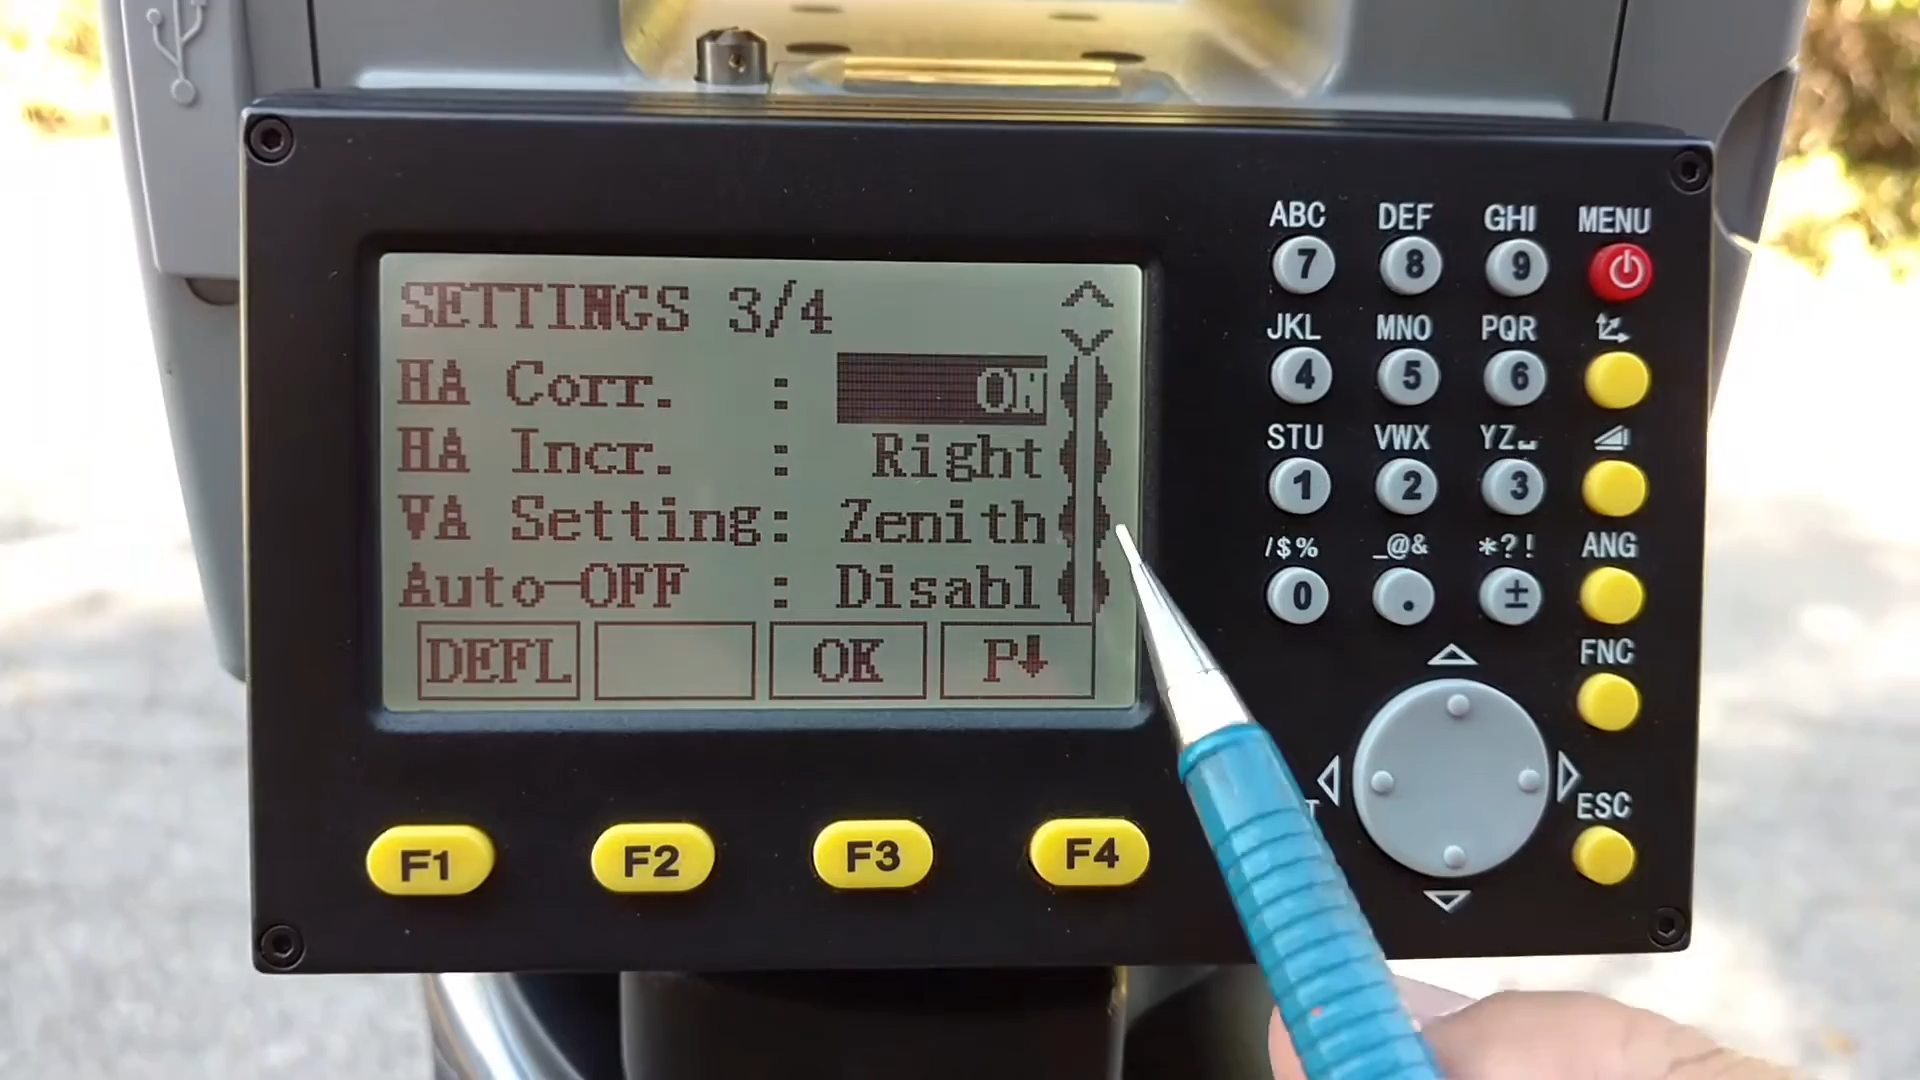 SETTINGS 3/4
HA Corr. : ON
HA Incr. : Right
VA Setting: Zenith
Auto-OFF : Disabl
DEFL OK P↓
F1 F2 F3 F4
ABC DEF GHI MENU
7 8 9
JKL MNO PQR
4 5 6
STU VWX YZ⎵
1 2 3
/$% _@& *?! ANG
0 . ±
FNC
ESC